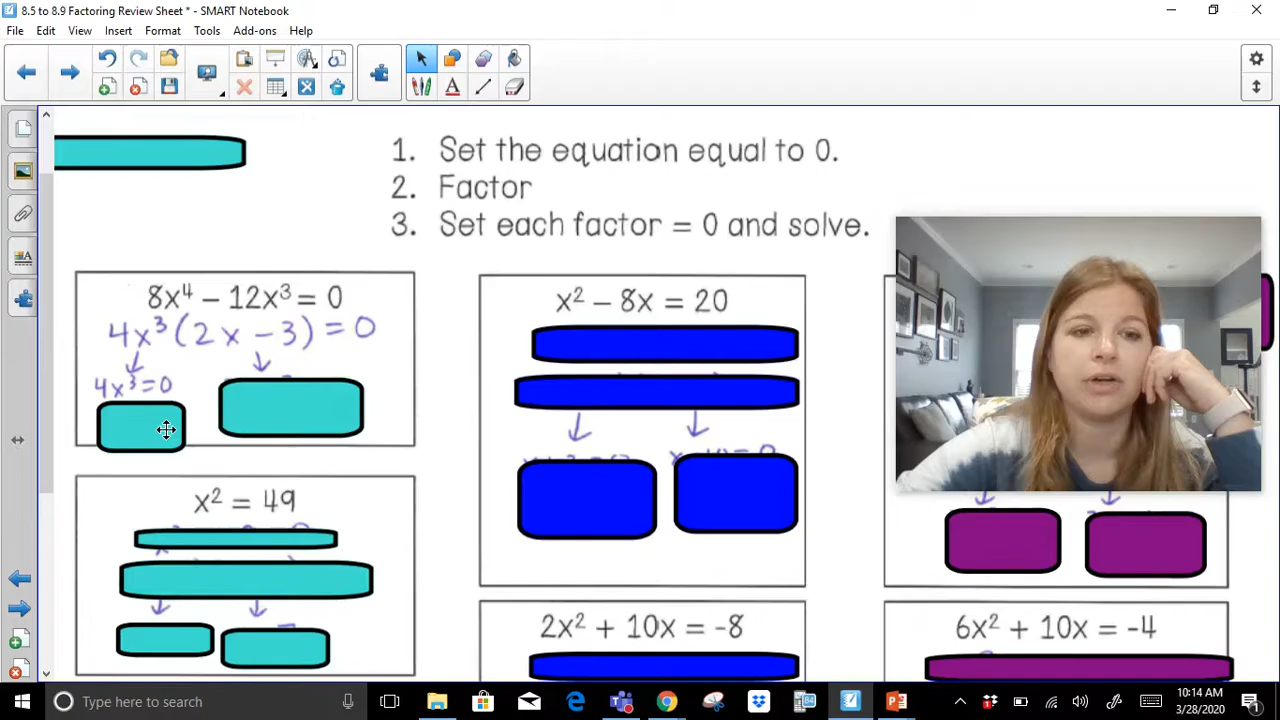 8.5 to 8.9 Factoring Review Sheet * - SMART Notebook
File Edit View Insert Format Tools Add-ons Help
1. Set the equation equal to 0.
2. Factor
3. Set each factor = 0 and solve.
8x⁴ − 12x³ = 0
4x³(2x − 3) = 0
4x³=0
x² = 49
x² − 8x = 20
2x² + 10x = -8
6x² + 10x = -4
Type here to search
10:14 AM
3/28/2020